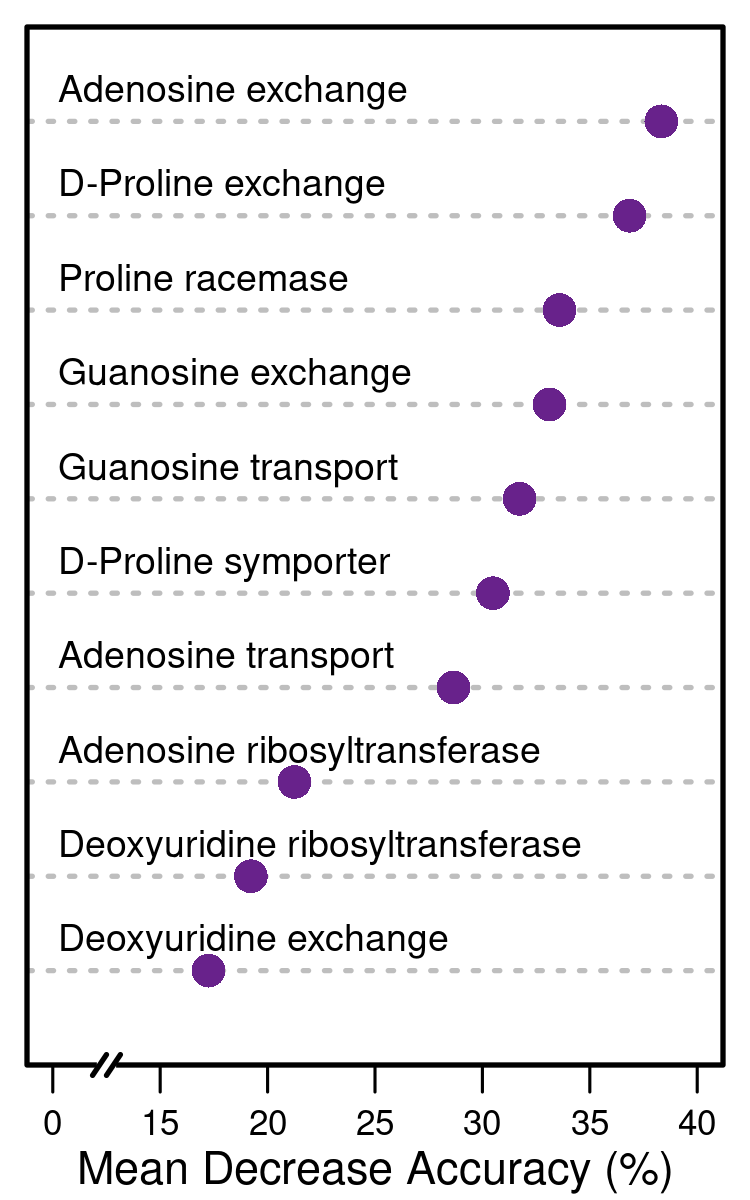 Adenosine exchange
D-Proline exchange
Proline racemase
Guanosine exchange
Guanosine transport
D-Proline symporter
Adenosine transport
Adenosine ribosyltransferase
Deoxyuridine ribosyltransferase
Deoxyuridine exchange
0 15 20 25 30 35 40
Mean Decrease Accuracy (%)